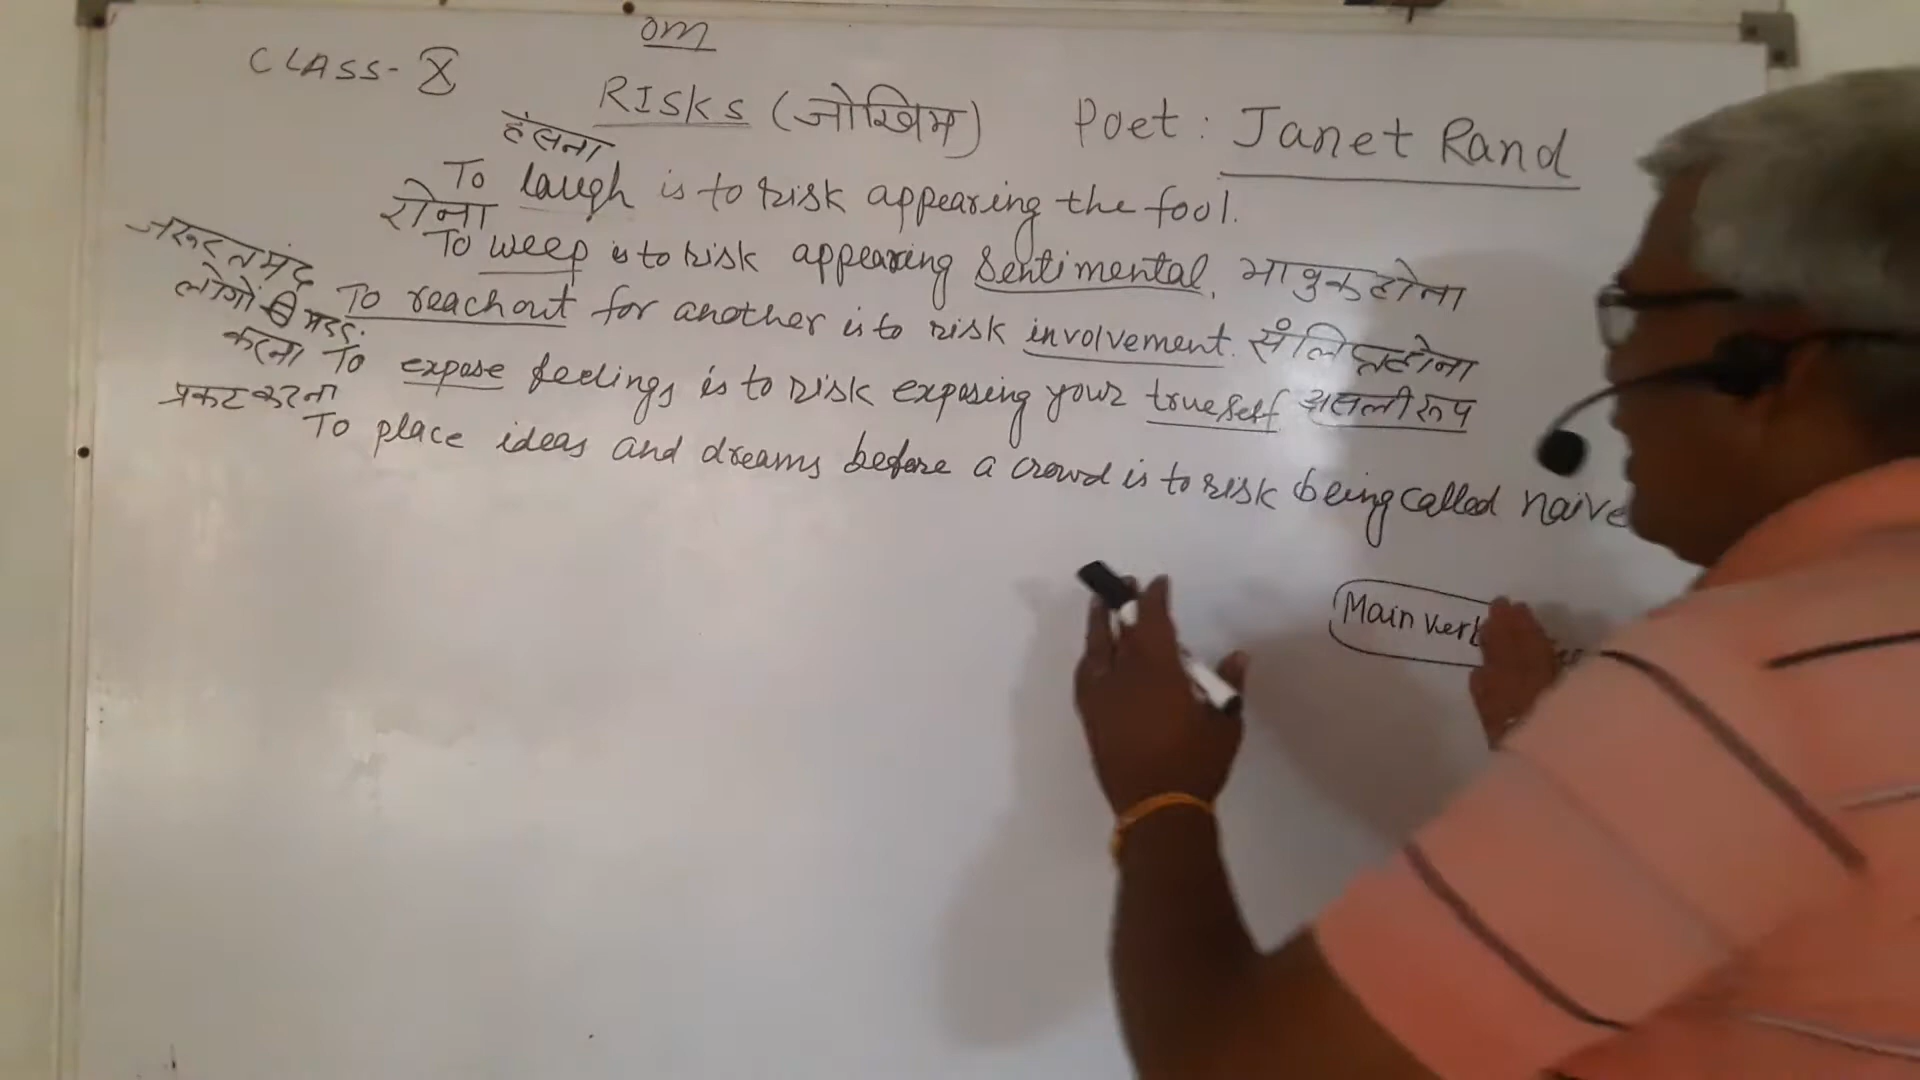 om
CLASS- X
RISKS (जोखिम) Poet : Janet Rand
हंसना
To laugh is to risk appearing the fool.
रोना
To weep is to risk appearing Sentimental. भावुक होना
जरूरतमंद
लोगों की मदद
करना
To reach out for another is to risk involvement. संलिप्त होना
To expose feelings is to risk exposing your true self असली रूप
प्रकट करना
To place ideas and dreams before a crowd is to risk being called naive
Main verb